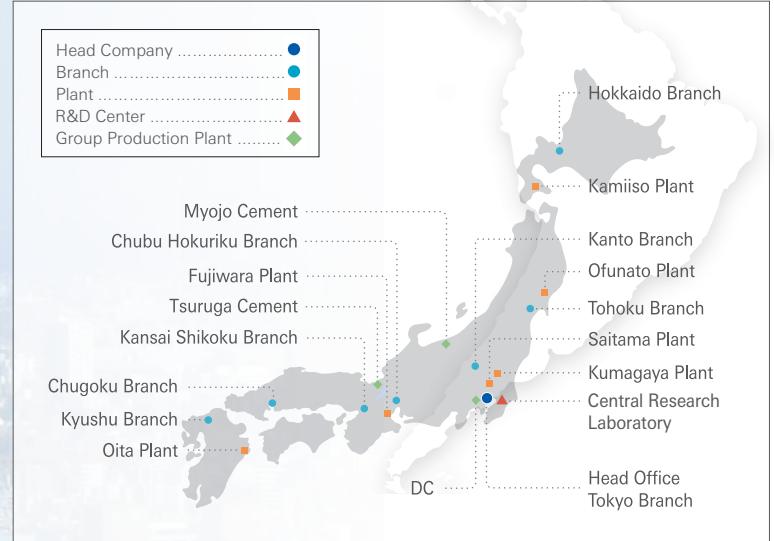 Head Company ........................
Branch ....................................
Plant ......................................
R&D Center .............................
Group Production Plant .........
Hokkaido Branch
Kamiiso Plant
Myojo Cement
Chubu Hokuriku Branch
Fujiwara Plant
Tsuruga Cement
Kansai Shikoku Branch
Chugoku Branch
Kyushu Branch
Oita Plant
Kanto Branch
Ofunato Plant
Tohoku Branch
Saitama Plant
Kumagaya Plant
Central Research
Laboratory
DC
Head Office
Tokyo Branch